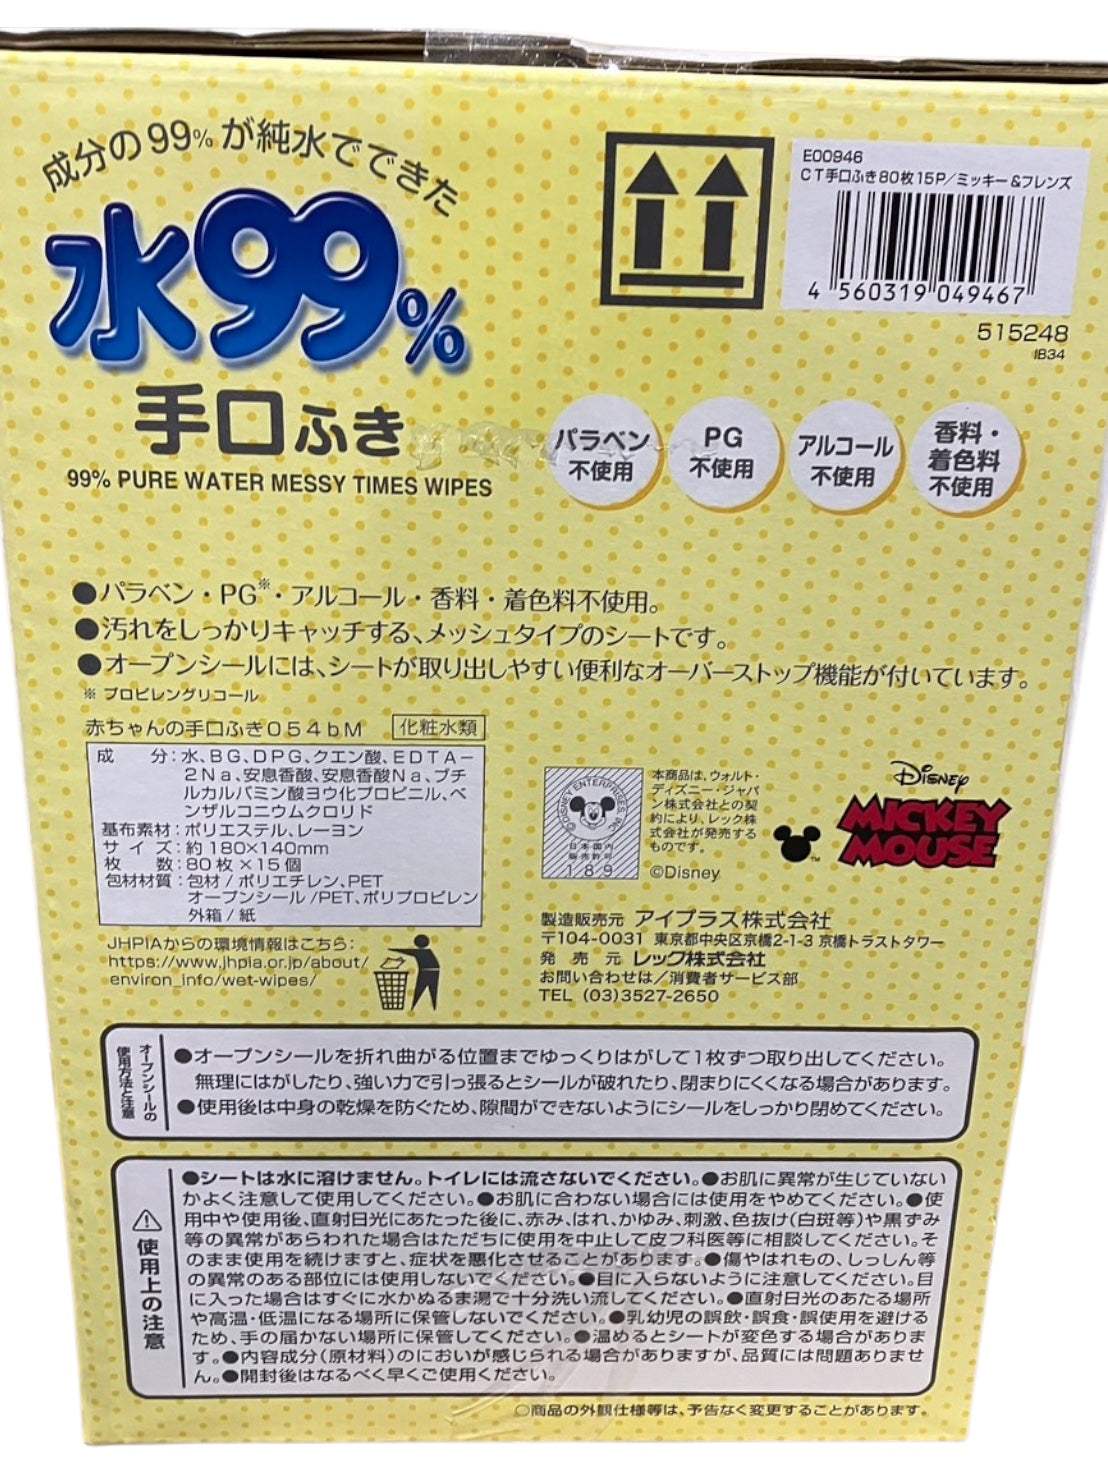 成分の99%が純水でできた
水99%
手口ふき
99% PURE WATER MESSY TIMES WIPES
E00946
CT手口ふき80枚15P/ミッキー&フレンズ
4 560319 049467
515248
IB34
パラベン
不使用
PG
不使用
アルコール
不使用
香料・
着色料
不使用
●パラベン・PG※・アルコール・香料・着色料不使用。
●汚れをしっかりキャッチする、メッシュタイプのシートです。
●オープンシールには、シートが取り出しやすい便利なオーバーストップ機能が付いています。
※ プロピレングリコール
赤ちゃんの手口ふき054bM 化粧水類
成　分:水、BG、DPG、クエン酸、EDTA-
2Na、安息香酸、安息香酸Na、ブチ
ルカルバミン酸ヨウ化プロピニル、ベ
ンザルコニウムクロリド
基布素材:ポリエステル、レーヨン
サイズ:約180×140mm
枚　数:80枚×15個
包材材質:包材/ポリエチレン、PET
オープンシール/PET、ポリプロピレン
外箱/紙
JHPIAからの環境情報はこちら:
https://www.jhpia.or.jp/about/
environ_info/wet-wipes/
DISNEY ENTERPRISES, INC.
日本国内
販売許可
189
本商品は、ウォルト・
ディズニー・ジャパ
ン株式会社との契
約により、レック株
式会社が発売する
ものです。
©Disney
TM
Disney
MICKEY
MOUSE
製造販売元 アイプラス株式会社
〒104-0031 東京都中央区京橋2-1-3 京橋トラストタワー
発売元 レック株式会社
お問い合わせは/消費者サービス部
TEL (03)3527-2650
オープンシールの
使用方法と注意
●オープンシールを折れ曲がる位置までゆっくりはがして1枚ずつ取り出してください。
無理にはがしたり、強い力で引っ張るとシールが破れたり、閉まりにくくなる場合があります。
●使用後は中身の乾燥を防ぐため、隙間ができないようにシールをしっかり閉めてください。
⚠使用上の注意
●シートは水に溶けません。トイレには流さないでください。●お肌に異常が生じていない
かよく注意して使用してください。●お肌に合わない場合には使用をやめてください。●使
用中や使用後、直射日光にあたった後に、赤み、はれ、かゆみ、刺激、色抜け(白斑等)や黒ずみ
等の異常があらわれた場合はただちに使用を中止して皮フ科医等に相談してください。そ
のまま使用を続けますと、症状を悪化させることがあります。●傷やはれもの、しっしん等
の異常のある部位には使用しないでください。●目に入らないように注意してください。目
に入った場合はすぐに水かぬるま湯で十分洗い流してください。●直射日光のあたる場所
や高温・低温になる場所に保管しないでください。●乳幼児の誤飲・誤食・誤使用を避ける
ため、手の届かない場所に保管してください。●温めるとシートが変色する場合がありま
す。●内容成分(原材料)のにおいが感じられる場合がありますが、品質には問題ありませ
ん。●開封後はなるべく早くご使用ください。
○商品の外観仕様等は、予告なく変更することがあります。